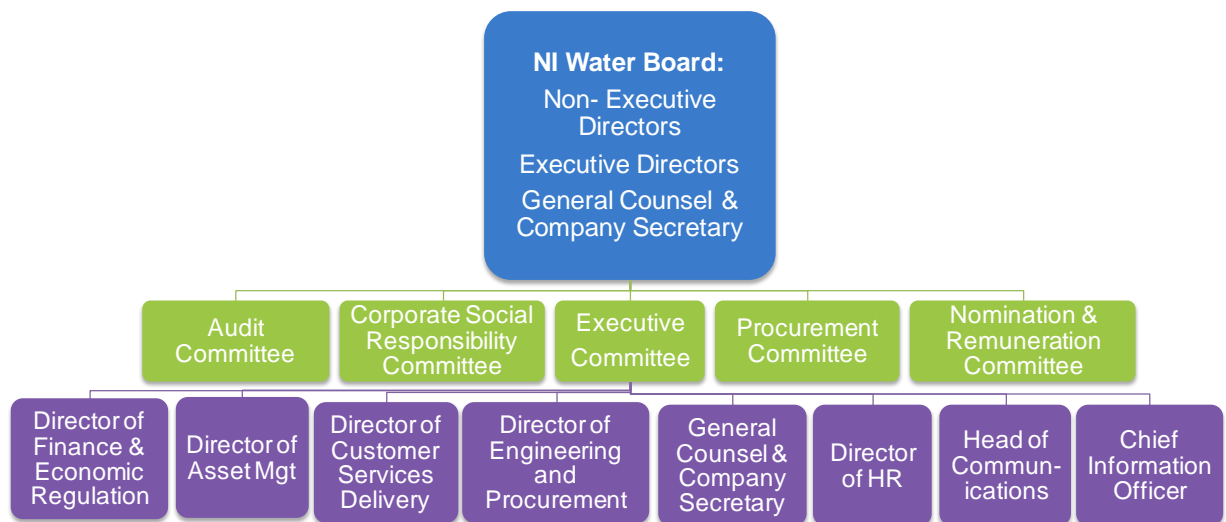 NI Water Board:
Non- Executive
Directors
Executive Directors
General Counsel &
Company Secretary
Audit
Committee
Corporate Social
Responsibility
Committee
Executive
Committee
Procurement
Committee
Nomination &
Remuneration
Committee
Director of
Finance &
Economic
Regulation
Director of
Asset Mgt
Director of
Customer
Services
Delivery
Director of
Engineering
and
Procurement
General
Counsel &
Company
Secretary
Director
of HR
Head of
Commun-
ications
Chief
Information
Officer